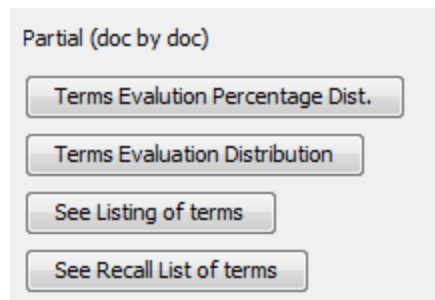 Partial (doc by doc)
Terms Evalution Percentage Dist.
Terms Evaluation Distribution
See Listing of terms
See Recall List of terms